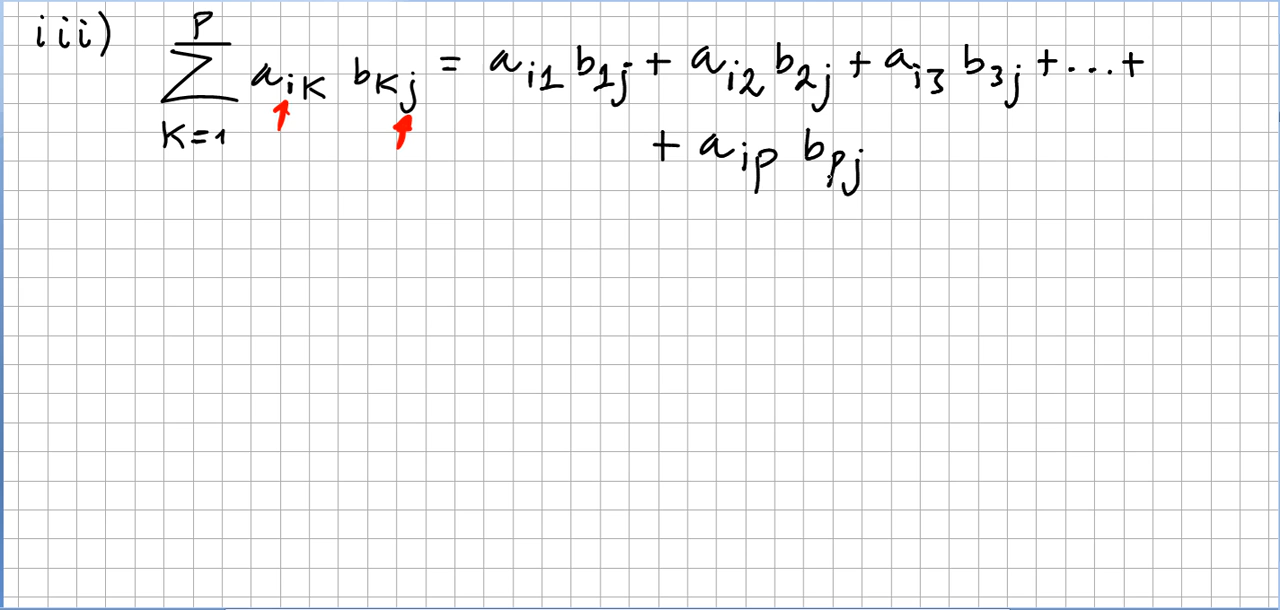 iii) \sum_{K=1}^{P} a_{iK} b_{Kj} = a_{i1} b_{1j} + a_{i2} b_{2j} + a_{i3} b_{3j} + ... +
+ a_{ip} b_{pj}